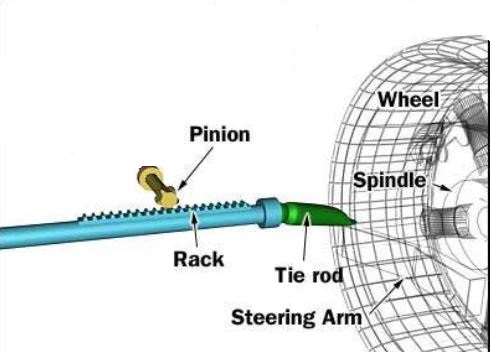 Wheel
Pinion
Spindle
Rack
Tie rod
Steering Arm